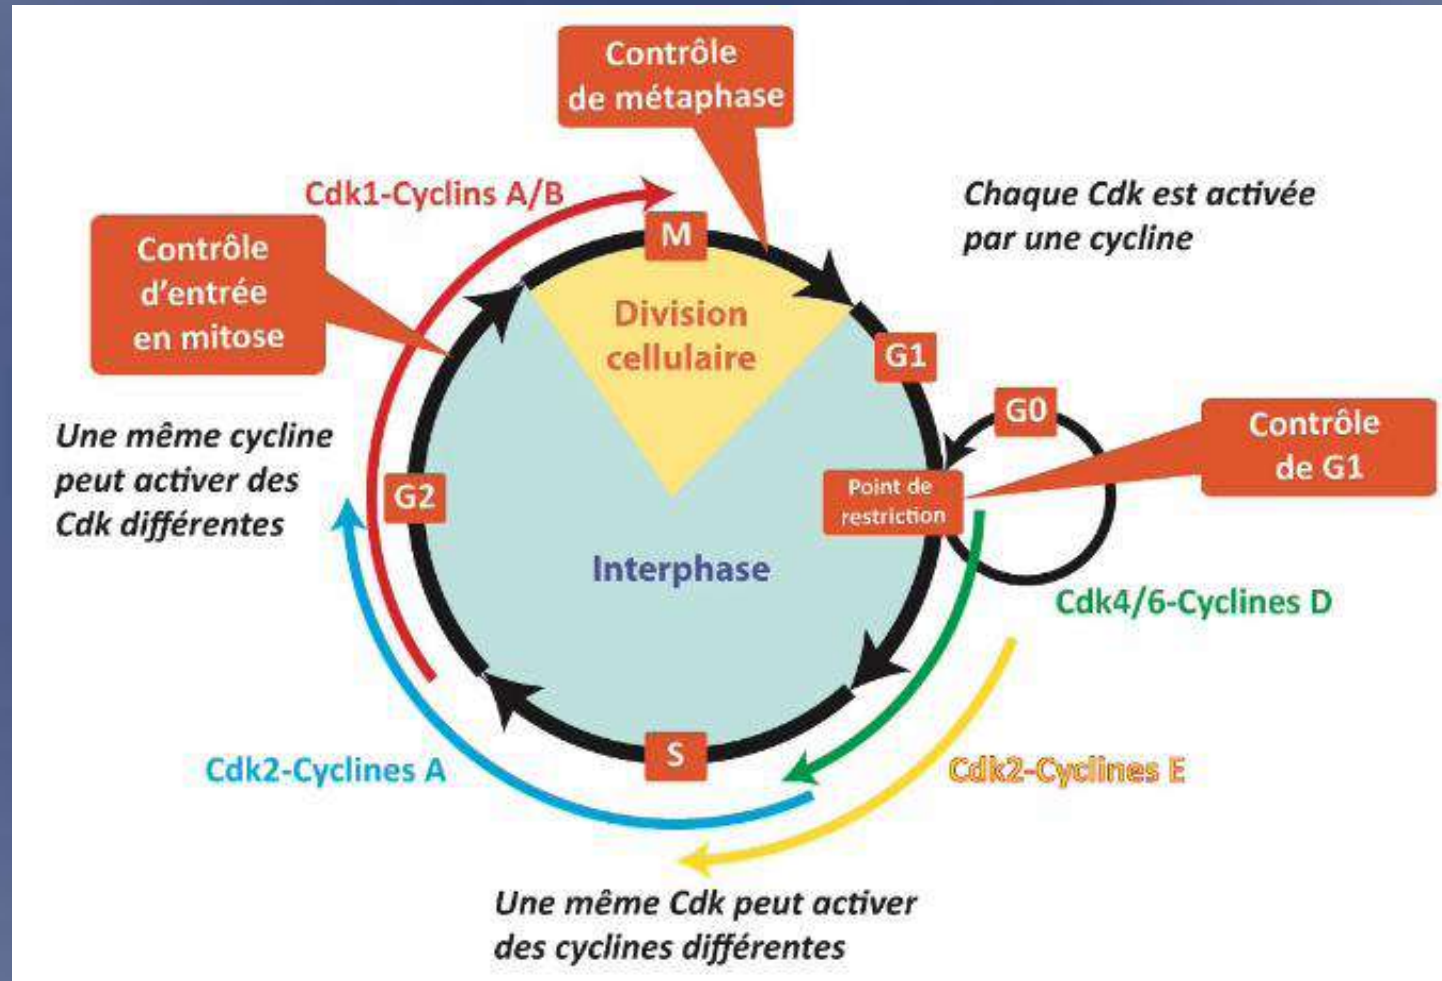 Contrôle
de métaphase
Cdk1-Cyclins A/B
Chaque Cdk est activée
par une cycline
M
Contrôle
d'entrée
en mitose
Division
cellulaire
G1
G0
Contrôle
de G1
Une même cycline
peut activer des
Cdk différentes
G2
Point de
restriction
Interphase
Cdk4/6-Cyclines D
S
Cdk2-Cyclines A
Cdk2-Cyclines E
Une même Cdk peut activer
des cyclines différentes